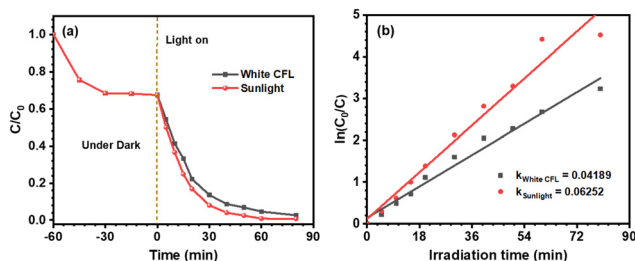 (a)
Light on
White CFL
Sunlight
Under Dark
C/C₀
1.0
0.8
0.6
0.4
0.2
0.0
-60
-30
0
30
60
90
Time (min)
(b)
ln(C₀/C)
5
4
3
2
1
0
k White CFL = 0.04189
k Sunlight = 0.06252
0
18
36
54
72
90
Irradiation time (min)